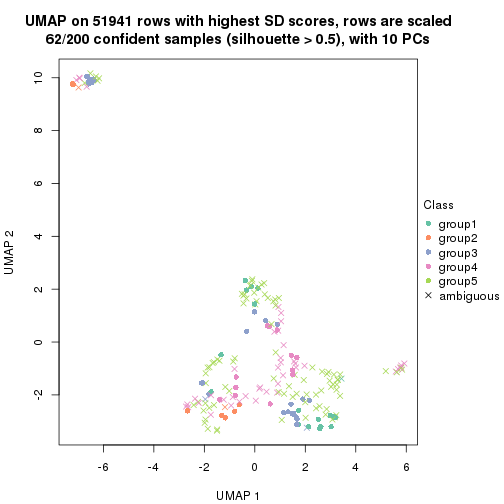 UMAP on 51941 rows with highest SD scores, rows are scaled
62/200 confident samples (silhouette > 0.5), with 10 PCs
10
8
6
4
2
0
-2
UMAP 2
-6
-4
-2
0
2
4
6
UMAP 1
Class
group1
group2
group3
group4
group5
ambiguous